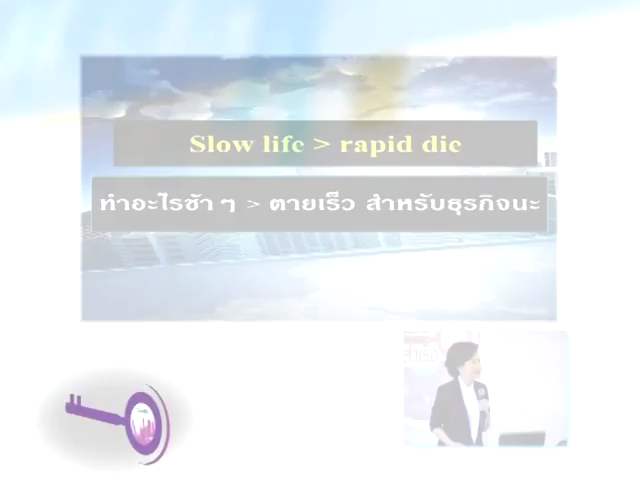 Slow life > rapid die
ทำอะไรช้า ๆ > ตายเร็ว สำหรับธุรกิจนะ